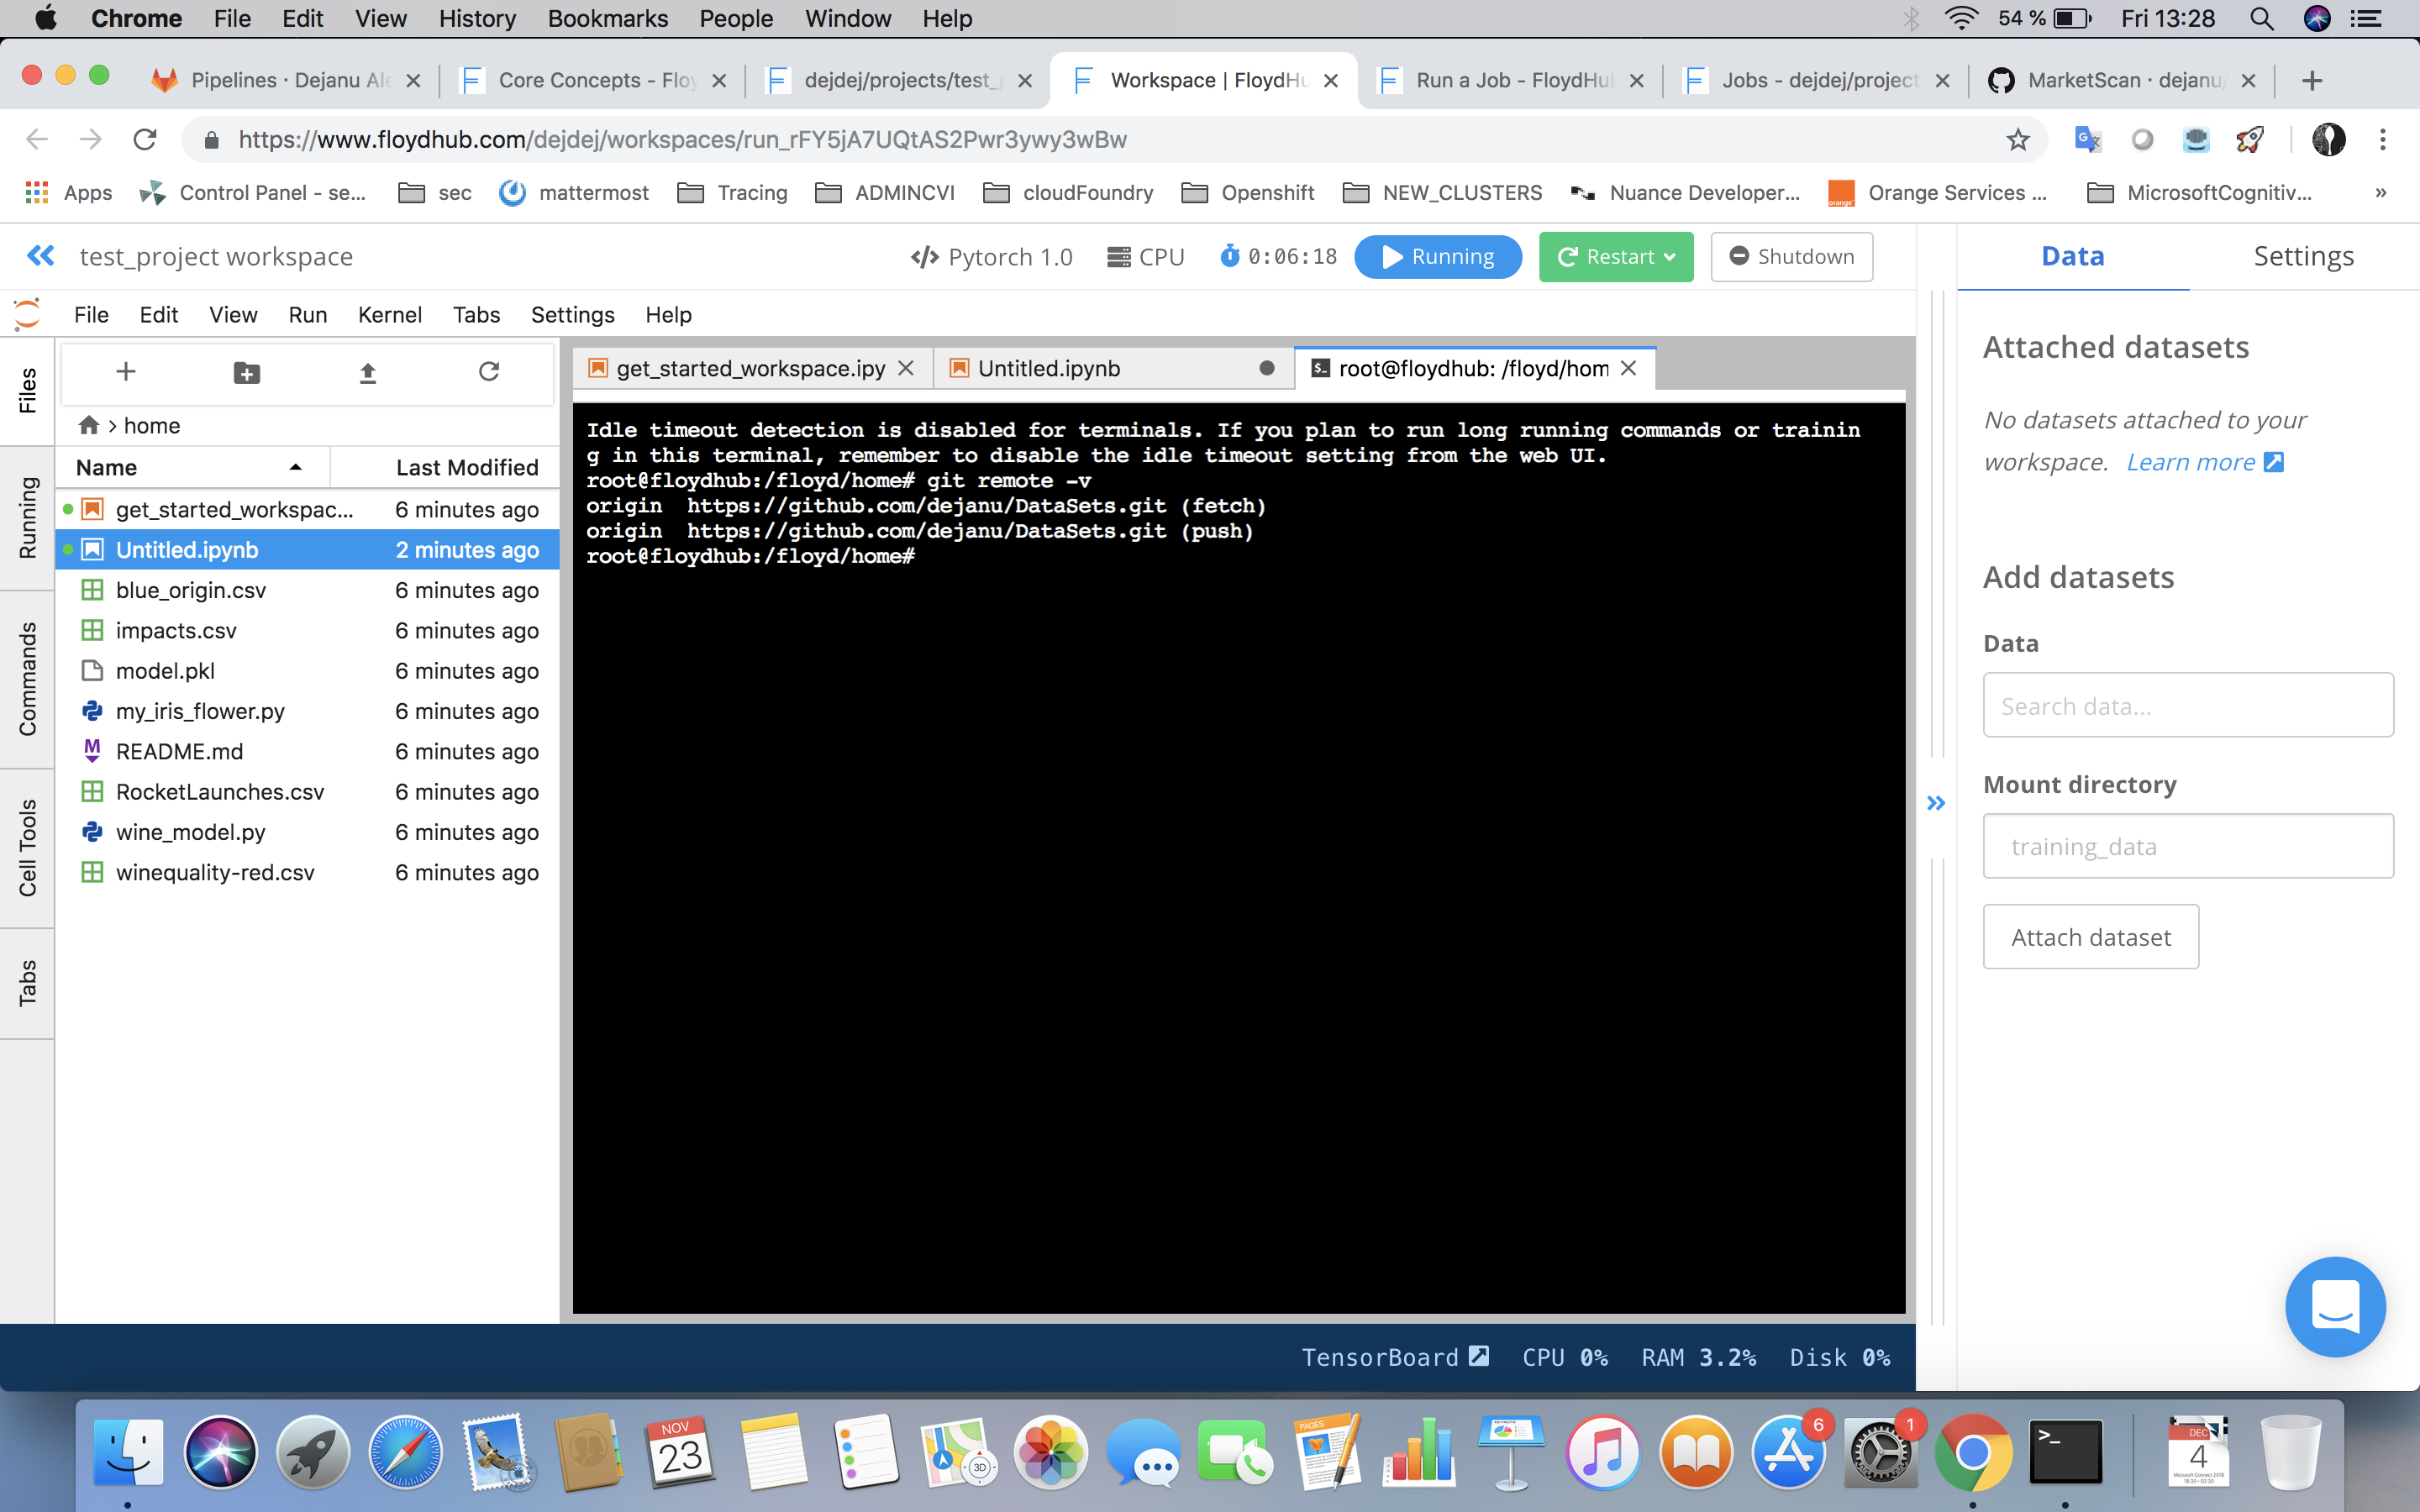 Chrome File Edit View History Bookmarks People Window Help 54 % Fri 13:28
Pipelines · Dejanu Ale Core Concepts - Floy dejdej/projects/test_ Workspace | FloydHu Run a Job - FloydHu Jobs - dejdej/project MarketScan · dejanu/
https://www.floydhub.com/dejdej/workspaces/run_rFY5jA7UQtAS2Pwr3ywy3wBw
Apps Control Panel - se... sec mattermost Tracing ADMINCVI cloudFoundry Openshift NEW_CLUSTERS Nuance Developer... Orange Services ... MicrosoftCognitiv... »
test_project workspace </> Pytorch 1.0 CPU 0:06:18 Running Restart Shutdown Data Settings
File Edit View Run Kernel Tabs Settings Help
Files
Running
Commands
Cell Tools
Tabs
> home
Name Last Modified
get_started_workspac... 6 minutes ago
Untitled.ipynb 2 minutes ago
blue_origin.csv 6 minutes ago
impacts.csv 6 minutes ago
model.pkl 6 minutes ago
my_iris_flower.py 6 minutes ago
README.md 6 minutes ago
RocketLaunches.csv 6 minutes ago
wine_model.py 6 minutes ago
winequality-red.csv 6 minutes ago
get_started_workspace.ipy Untitled.ipynb root@floydhub: /floyd/hom
Idle timeout detection is disabled for terminals. If you plan to run long running commands or trainin
g in this terminal, remember to disable the idle timeout setting from the web UI.
root@floydhub:/floyd/home# git remote -v
origin https://github.com/dejanu/DataSets.git (fetch)
origin https://github.com/dejanu/DataSets.git (push)
root@floydhub:/floyd/home#
Attached datasets
No datasets attached to your
workspace. Learn more
Add datasets
Data
Search data...
Mount directory
training_data
Attach dataset
TensorBoard CPU 0% RAM 3.2% Disk 0%
NOV
23
3D
PAGES
6
1
>_
DEC
4
Microsoft Connect 2018